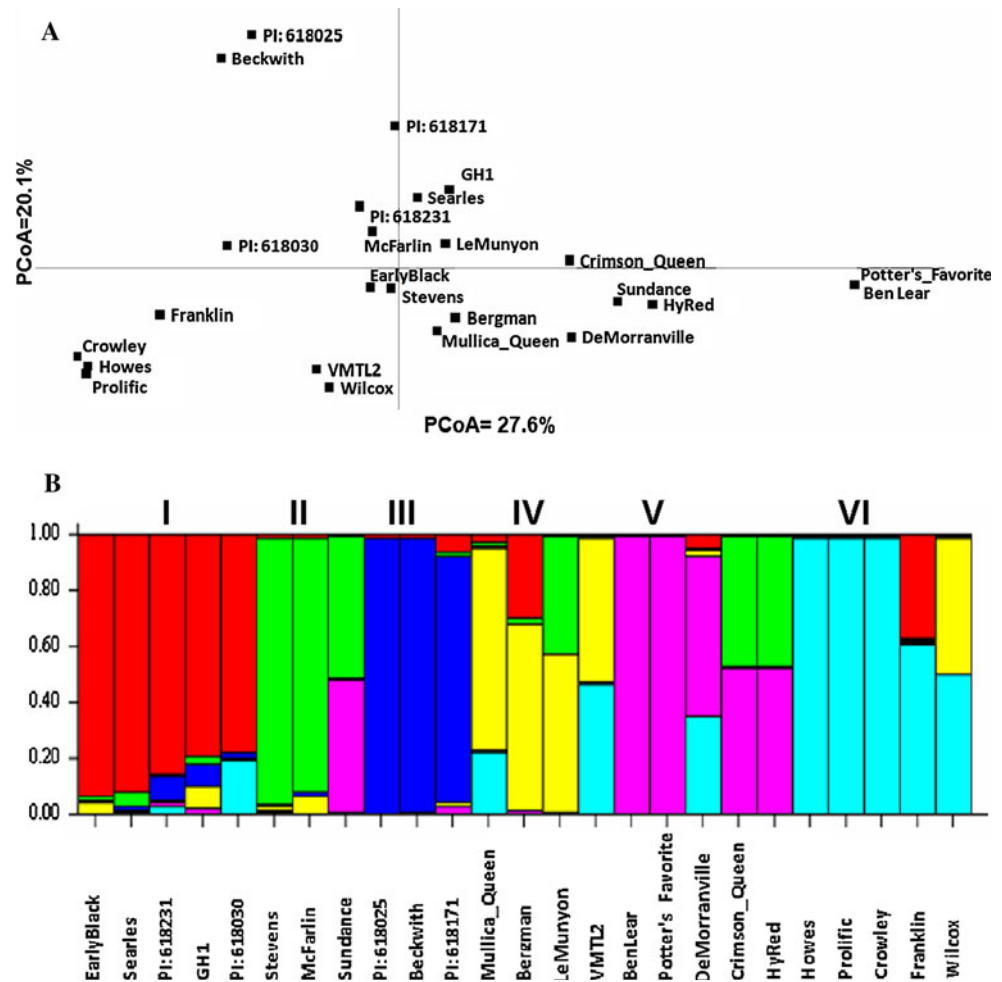 A
PI:618025
Beckwith
PI:618171
GH1
Searles
PI:618231
McFarlin
LeMunyon
PI:618030
Crimson_Queen
EarlyBlack
Stevens
Potter's_Favorite
Ben Lear
Sundance
HyRed
Franklin
Bergman
Mullica_Queen
DeMorranville
Crowley
Howes
Prolific
VMTL2
Wilcox
PCoA=20.1%
PCoA= 27.6%
B
I II III IV V VI
1.00
0.80
0.60
0.40
0.20
0.00
EarlyBlack
Searles
PI:618231
GH1
PI:618030
Stevens
McFarlin
Sundance
PI:618025
Beckwith
PI:618171
Mullica_Queen
Bergman
LeMunyon
VMTL2
BenLear
Potter's_Favorite
DeMorranville
Crimson_Queen
HyRed
Howes
Prolific
Crowley
Franklin
Wilcox